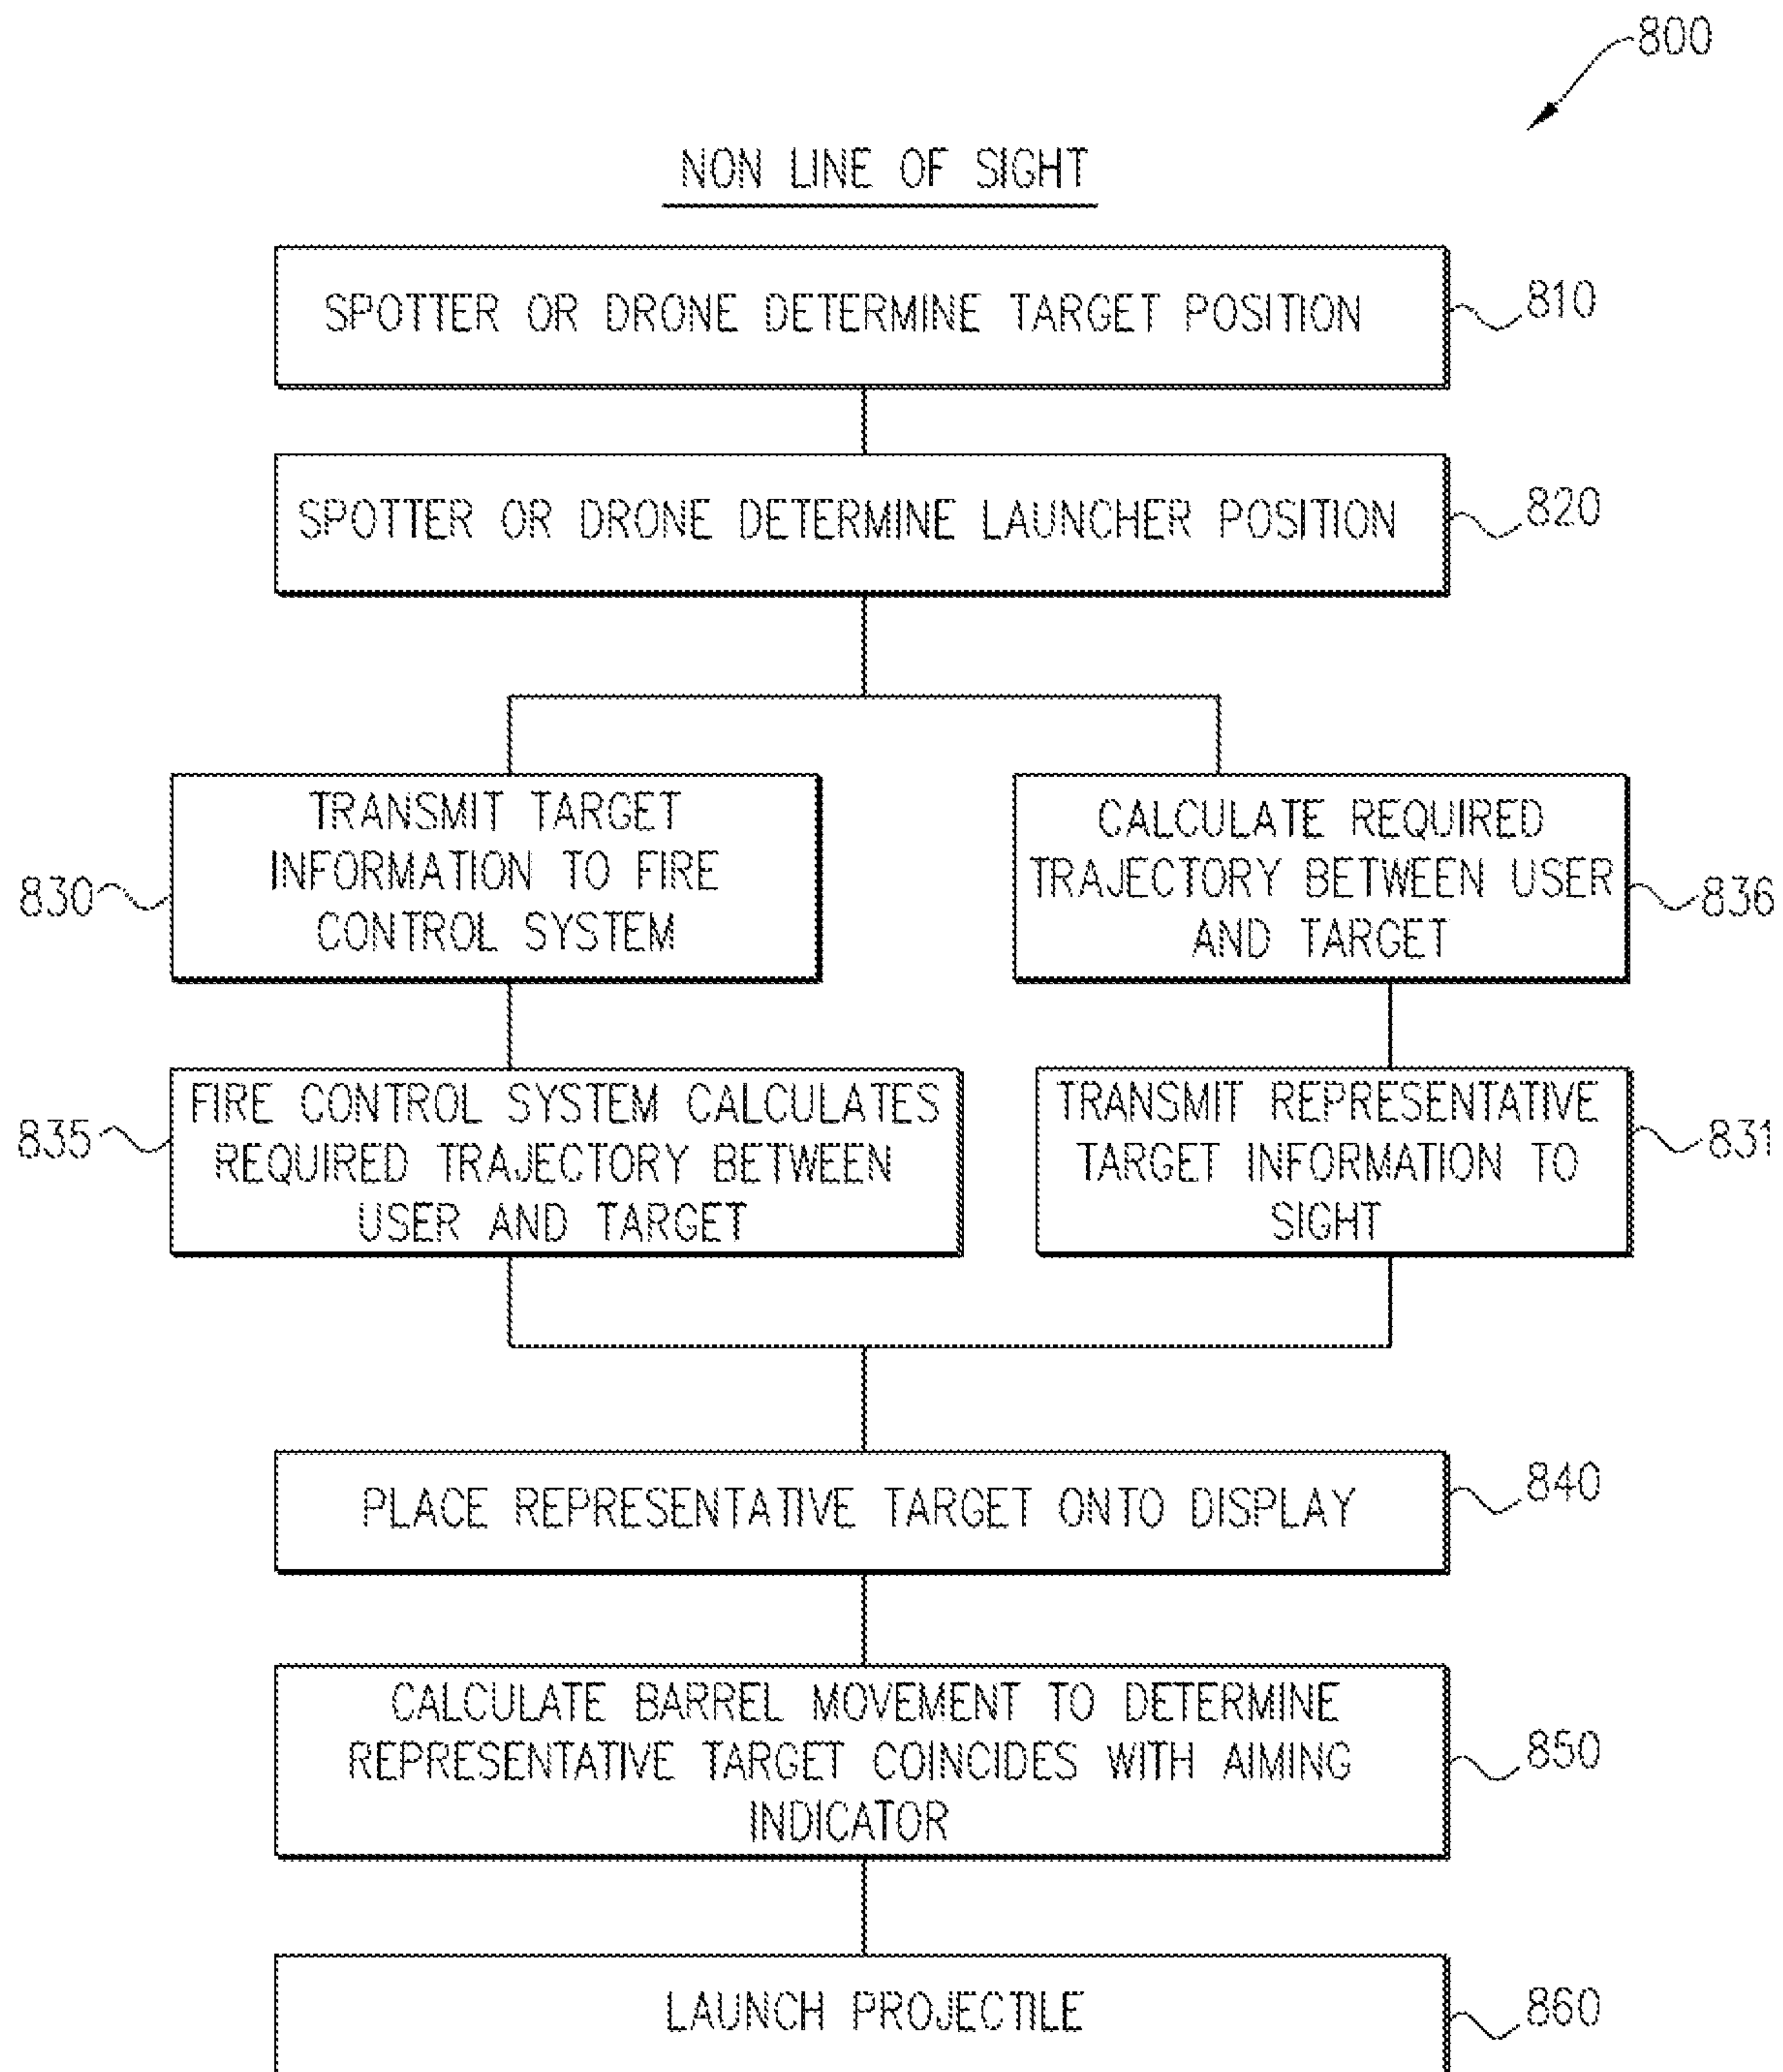 800
NON LINE OF SIGHT
SPOTTER OR DRONE DETERMINE TARGET POSITION
810
SPOTTER OR DRONE DETERMINE LAUNCHER POSITION
820
TRANSMIT TARGET
INFORMATION TO FIRE
CONTROL SYSTEM
830
CALCULATE REQUIRED
TRAJECTORY BETWEEN USER
AND TARGET
836
FIRE CONTROL SYSTEM CALCULATES
REQUIRED TRAJECTORY BETWEEN
USER AND TARGET
835
TRANSMIT REPRESENTATIVE
TARGET INFORMATION TO
SIGHT
831
PLACE REPRESENTATIVE TARGET ONTO DISPLAY
840
CALCULATE BARREL MOVEMENT TO DETERMINE
REPRESENTATIVE TARGET COINCIDES WITH AIMING
INDICATOR
850
LAUNCH PROJECTILE
860